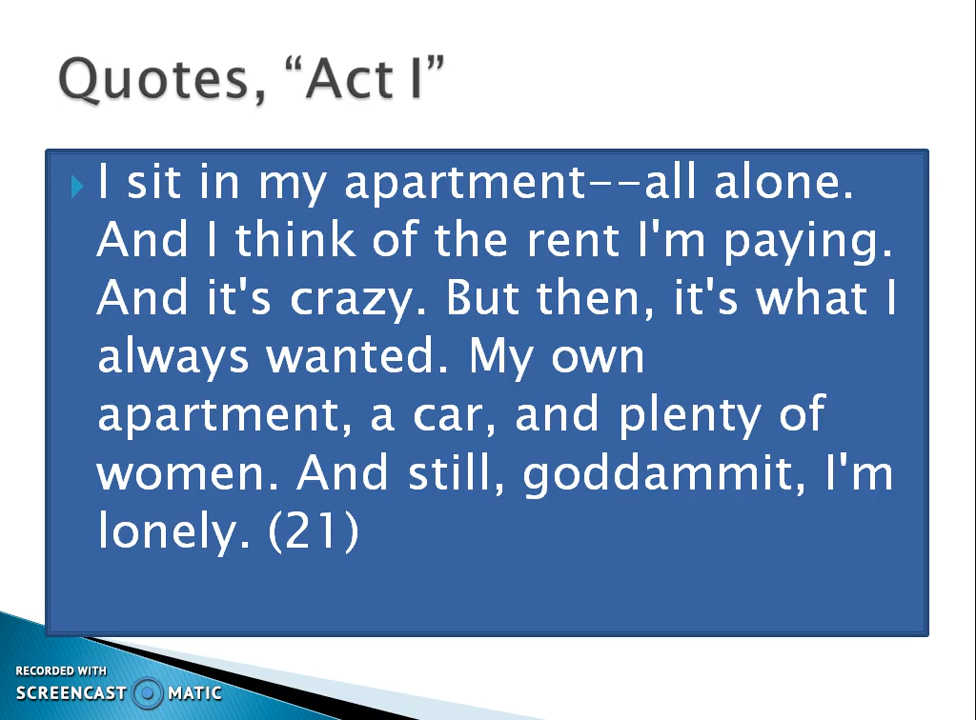 Quotes, “Act I”
I sit in my apartment--all alone.
And I think of the rent I'm paying.
And it's crazy. But then, it's what I
always wanted. My own
apartment, a car, and plenty of
women. And still, goddammit, I'm
lonely. (21)
RECORDED WITH
SCREENCAST MATIC